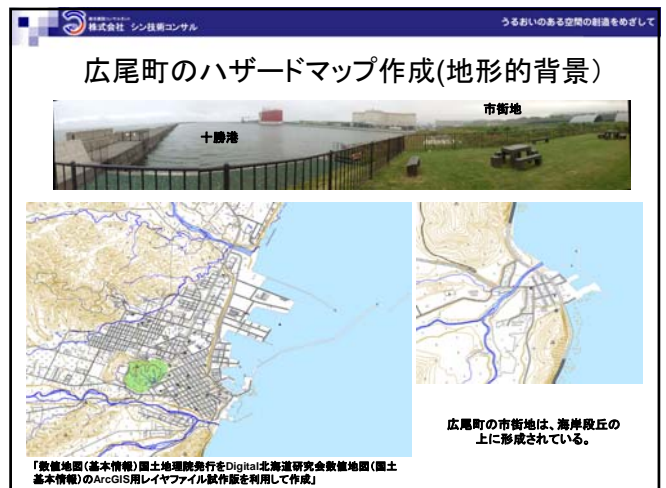 株式会社 シン技術コンサル
うるおいのある空間の創造をめざして
広尾町のハザードマップ作成(地形的背景)
市街地
十勝港
広尾町の市街地は、海岸段丘の
上に形成されている。
「数値地図(基本情報)国土地理院発行をDigital北海道研究会数値地図(国土
基本情報)のArcGIS用レイヤファイル試作版を利用して作成」